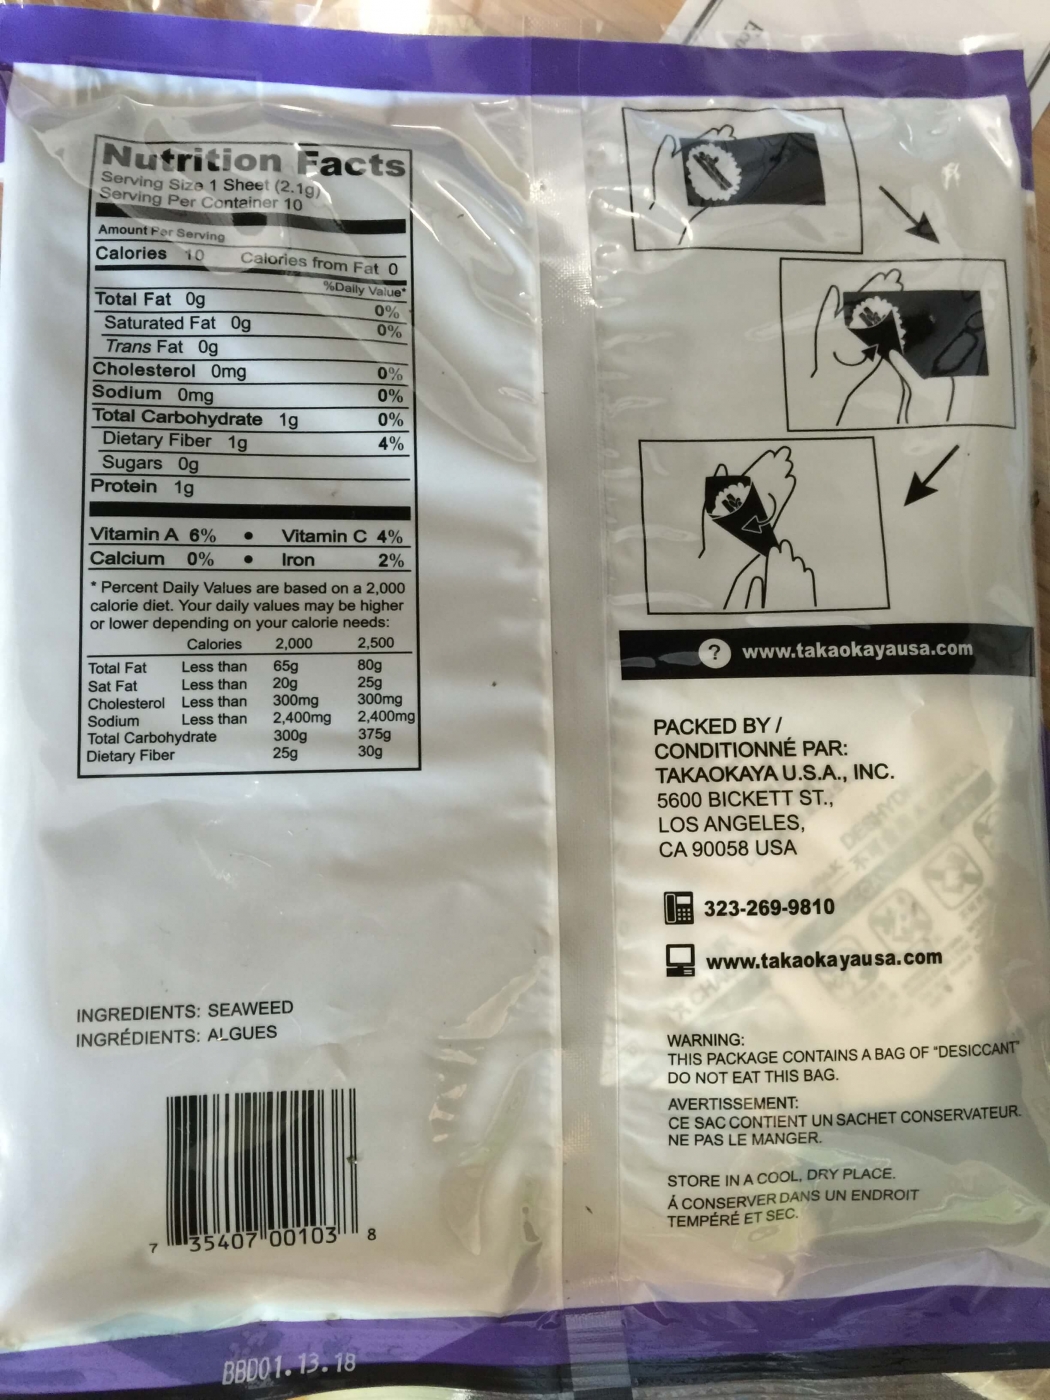 Nutrition Facts
Serving Size 1 Sheet (2.1g)
Serving Per Container 10
Amount Per Serving
Calories 10 Calories from Fat 0
%Daily Value*
Total Fat 0g 0%
Saturated Fat 0g 0%
Trans Fat 0g
Cholesterol 0mg 0%
Sodium 0mg 0%
Total Carbohydrate 1g 0%
Dietary Fiber 1g 4%
Sugars 0g
Protein 1g
Vitamin A 6% • Vitamin C 4%
Calcium 0% • Iron 2%
* Percent Daily Values are based on a 2,000
calorie diet. Your daily values may be higher
or lower depending on your calorie needs:
Calories 2,000 2,500
Total Fat Less than 65g 80g
Sat Fat Less than 20g 25g
Cholesterol Less than 300mg 300mg
Sodium Less than 2,400mg 2,400mg
Total Carbohydrate 300g 375g
Dietary Fiber 25g 30g
INGREDIENTS: SEAWEED
INGRÉDIENTS: ALGUES
7 35407 00103 8
BBD01.13.18
? www.takaokayausa.com
PACKED BY /
CONDITIONNÉ PAR:
TAKAOKAYA U.S.A., INC.
5600 BICKETT ST.,
LOS ANGELES,
CA 90058 USA
323-269-9810
www.takaokayausa.com
WARNING:
THIS PACKAGE CONTAINS A BAG OF "DESICCANT"
DO NOT EAT THIS BAG.
AVERTISSEMENT:
CE SAC CONTIENT UN SACHET CONSERVATEUR.
NE PAS LE MANGER.
STORE IN A COOL, DRY PLACE.
Á CONSERVER DANS UN ENDROIT
TEMPÉRÉ ET SEC.